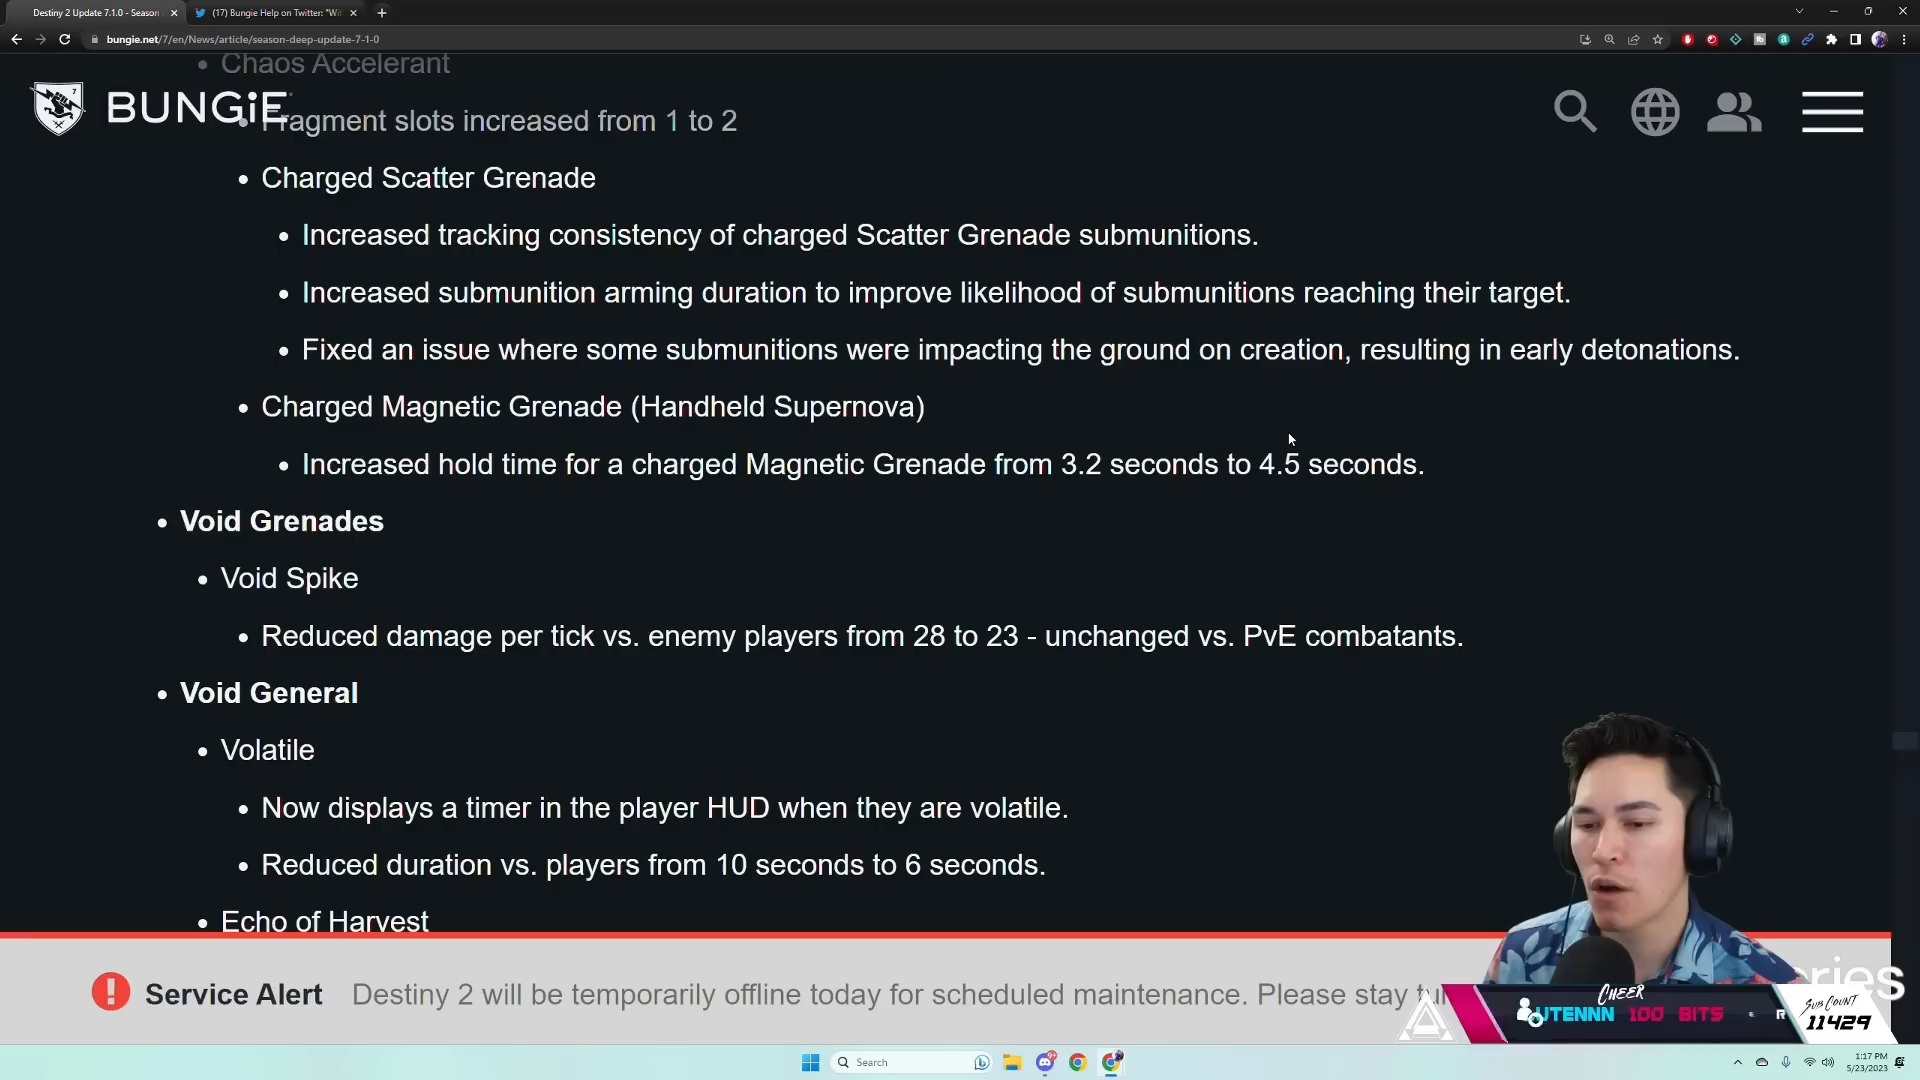 Destiny 2 Update 7.1.0 - Season
(17) Bungie Help on Twitter: "Wit
bungie.net/7/en/News/article/season-deep-update-7-1-0
Chaos Accelerant
BUNGiE
Fragment slots increased from 1 to 2
Charged Scatter Grenade
Increased tracking consistency of charged Scatter Grenade submunitions.
Increased submunition arming duration to improve likelihood of submunitions reaching their target.
Fixed an issue where some submunitions were impacting the ground on creation, resulting in early detonations.
Charged Magnetic Grenade (Handheld Supernova)
Increased hold time for a charged Magnetic Grenade from 3.2 seconds to 4.5 seconds.
Void Grenades
Void Spike
Reduced damage per tick vs. enemy players from 28 to 23 - unchanged vs. PvE combatants.
Void General
Volatile
Now displays a timer in the player HUD when they are volatile.
Reduced duration vs. players from 10 seconds to 6 seconds.
Echo of Harvest
Service Alert Destiny 2 will be temporarily offline today for scheduled maintenance. Please stay
CHEER
UTENNN 100 BITS
SUB COUNT
11429
Search
1:17 PM
5/23/2023